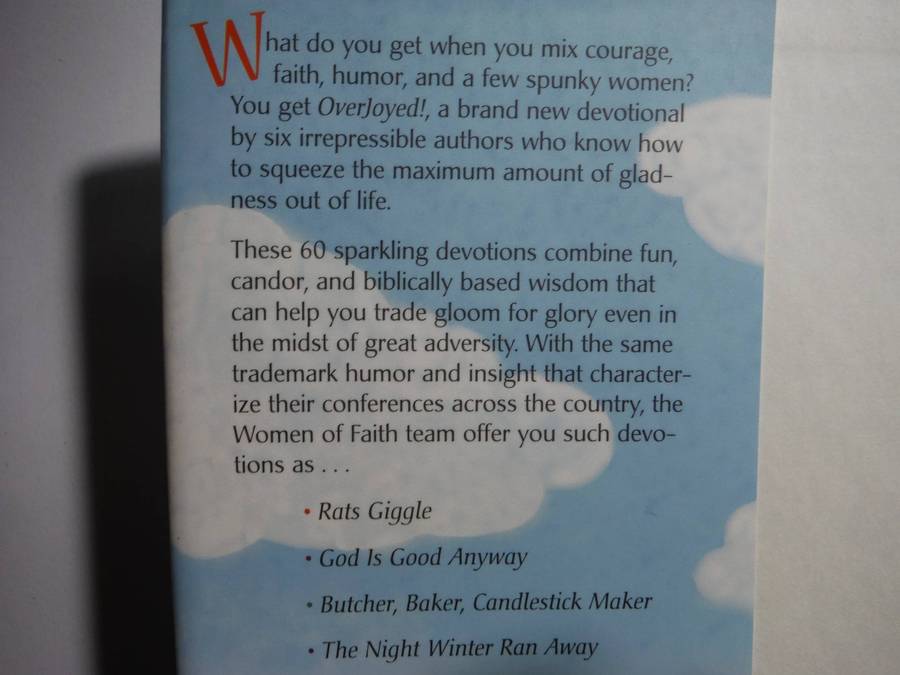 What do you get when you mix courage,
faith, humor, and a few spunky women?
You get OverJoyed!, a brand new devotional
by six irrepressible authors who know how
to squeeze the maximum amount of glad-
ness out of life.
These 60 sparkling devotions combine fun,
candor, and biblically based wisdom that
can help you trade gloom for glory even in
the midst of great adversity. With the same
trademark humor and insight that character-
ize their conferences across the country, the
Women of Faith team offer you such devo-
tions as . . .
• Rats Giggle
• God Is Good Anyway
• Butcher, Baker, Candlestick Maker
• The Night Winter Ran Away